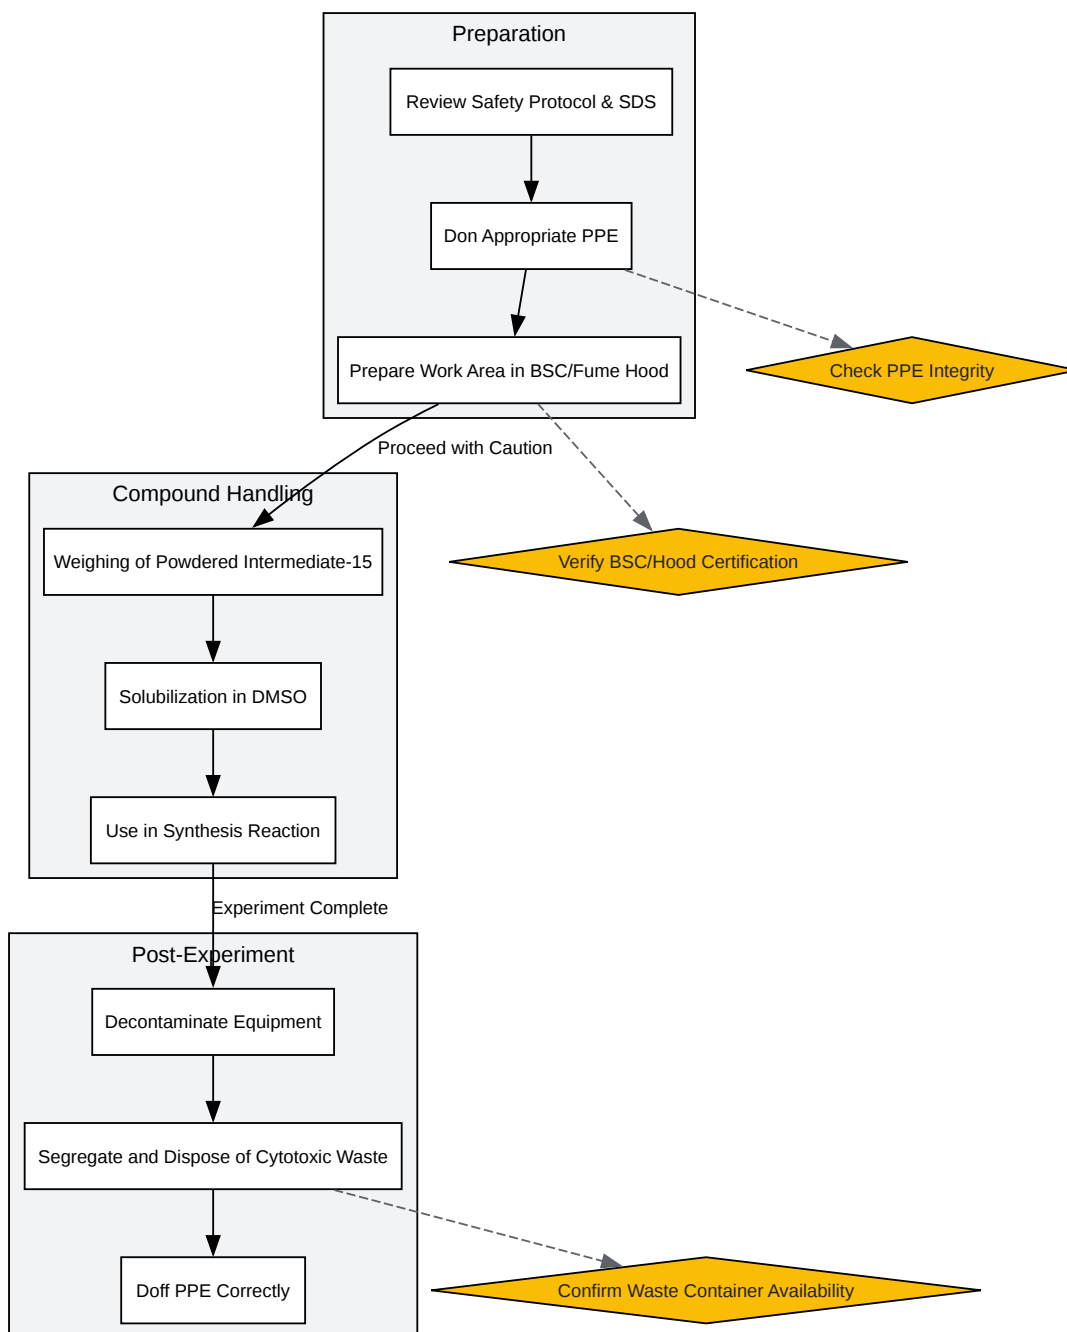 Preparation
Review Safety Protocol & SDS
Don Appropriate PPE
Prepare Work Area in BSC/Fume Hood
Check PPE Integrity
Proceed with Caution
Compound Handling
Weighing of Powdered Intermediate-15
Verify BSC/Hood Certification
Solubilization in DMSO
Use in Synthesis Reaction
Experiment Complete
Post-Experiment
Decontaminate Equipment
Segregate and Dispose of Cytotoxic Waste
Doff PPE Correctly
Confirm Waste Container Availability